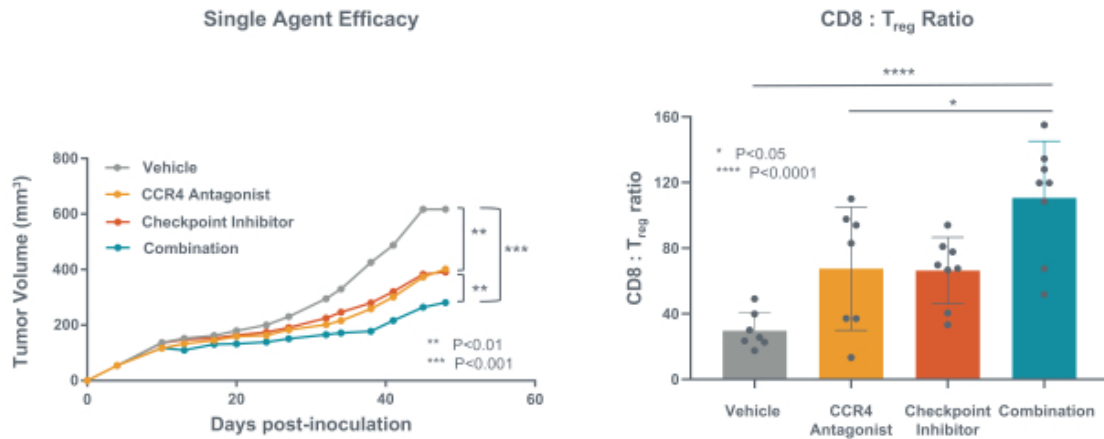 Single Agent Efficacy
Tumor Volume (mm³)
800
600
400
200
0
Vehicle
CCR4 Antagonist
Checkpoint Inhibitor
Combination
**
***
**
** P<0.01
*** P<0.001
0
20
40
60
Days post-inoculation
CD8 : Treg Ratio
****
*
CD8 : Treg ratio
160
120
80
40
0
* P<0.05
**** P<0.0001
Vehicle
CCR4
Antagonist
Checkpoint
Inhibitor
Combination